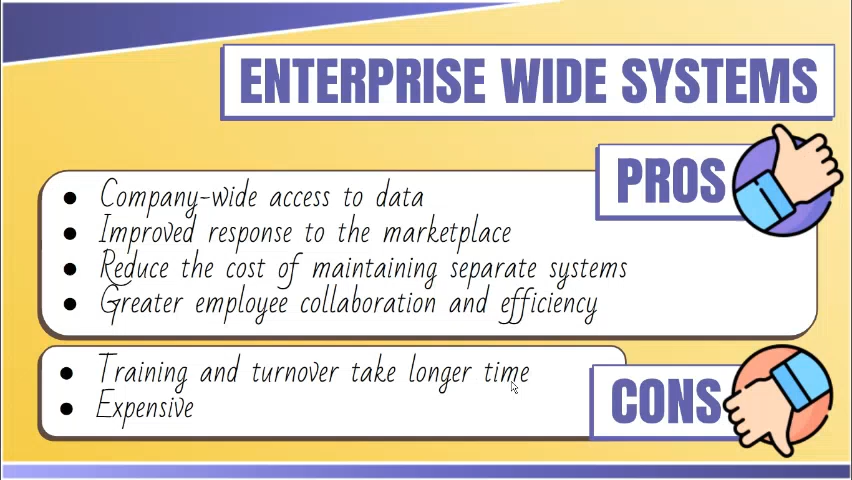 ENTERPRISE WIDE SYSTEMS
PROS
● Company-wide access to data
● Improved response to the marketplace
● Reduce the cost of maintaining separate systems
● Greater employee collaboration and efficiency
● Training and turnover take longer time
● Expensive
CONS